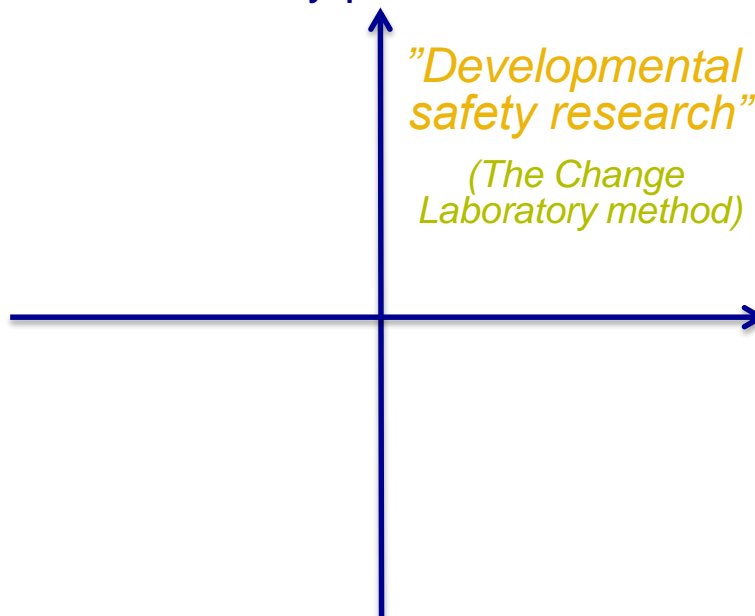 ”Developmental
safety research”
(The Change
Laboratory method)